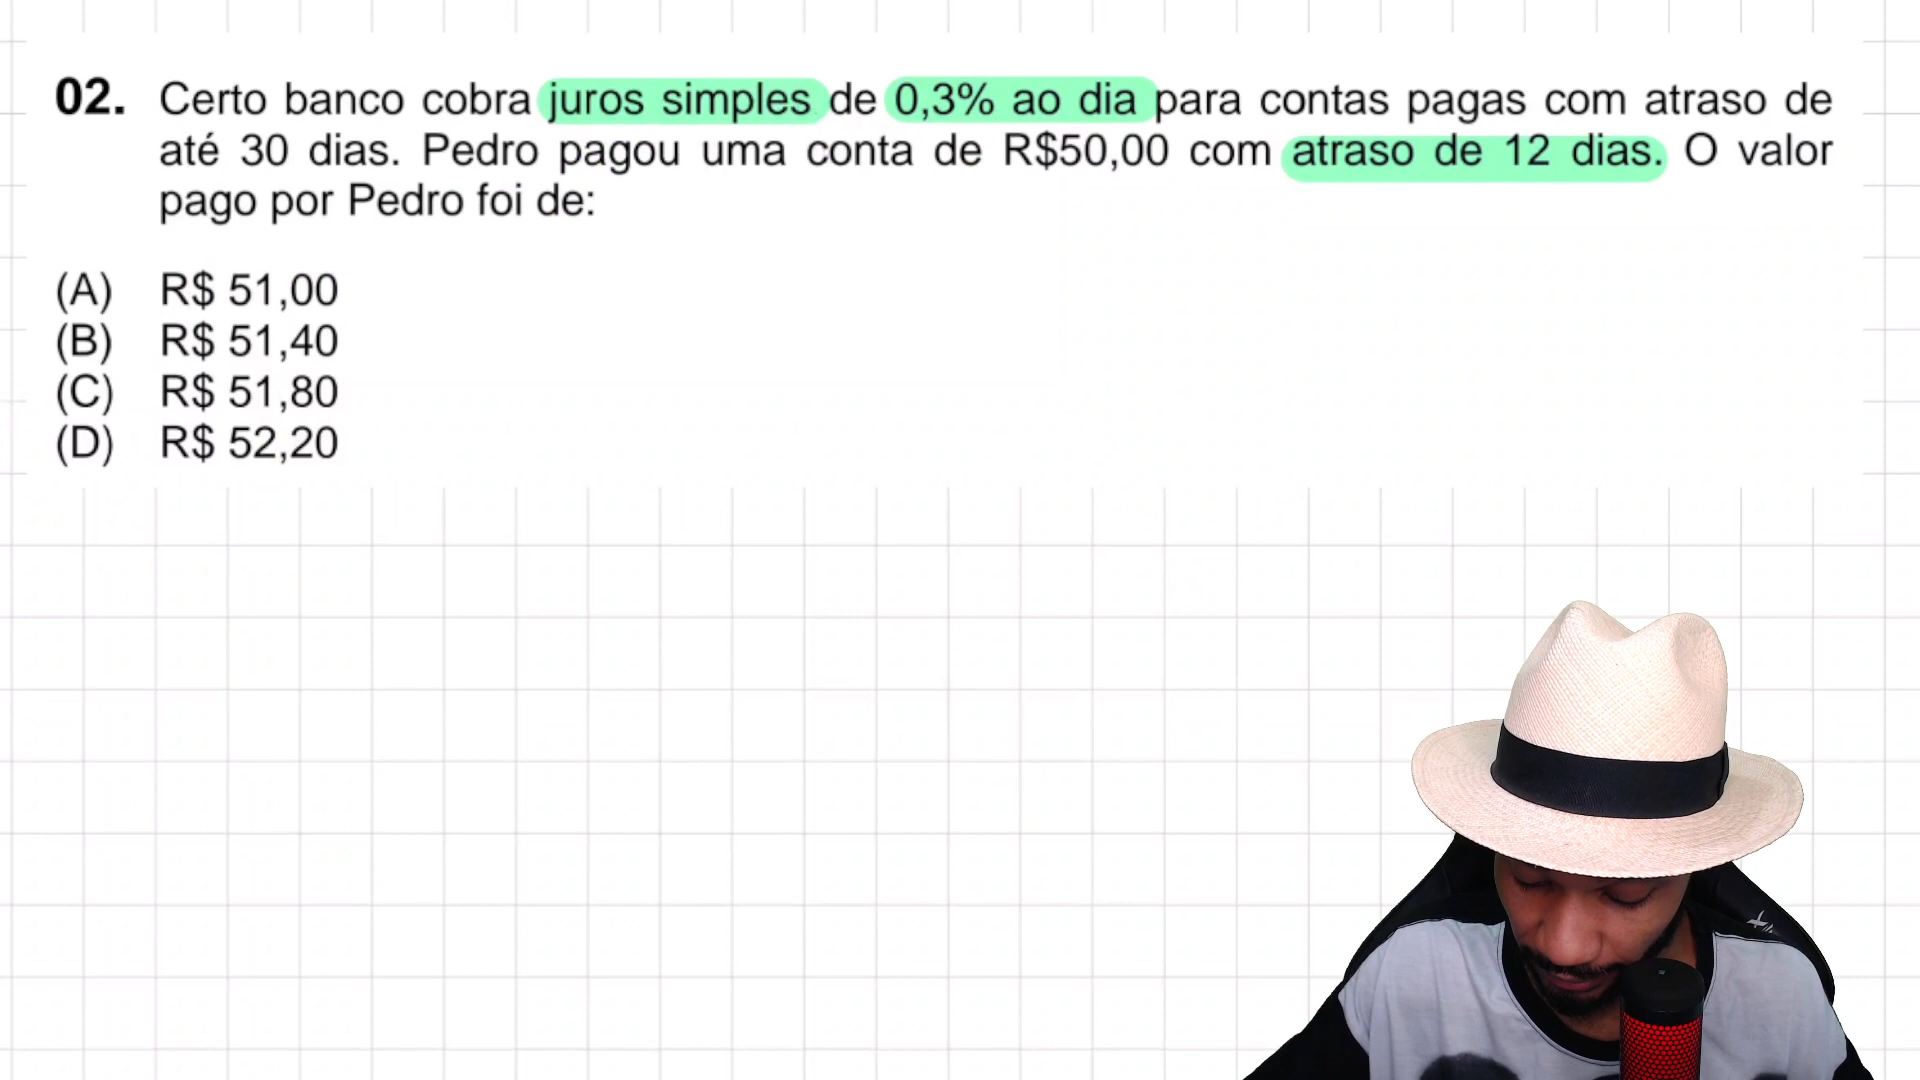 02. Certo banco cobra juros simples de 0,3% ao dia para contas pagas com atraso de
até 30 dias. Pedro pagou uma conta de R$50,00 com atraso de 12 dias. O valor
pago por Pedro foi de:
(A) R$ 51,00
(B) R$ 51,40
(C) R$ 51,80
(D) R$ 52,20